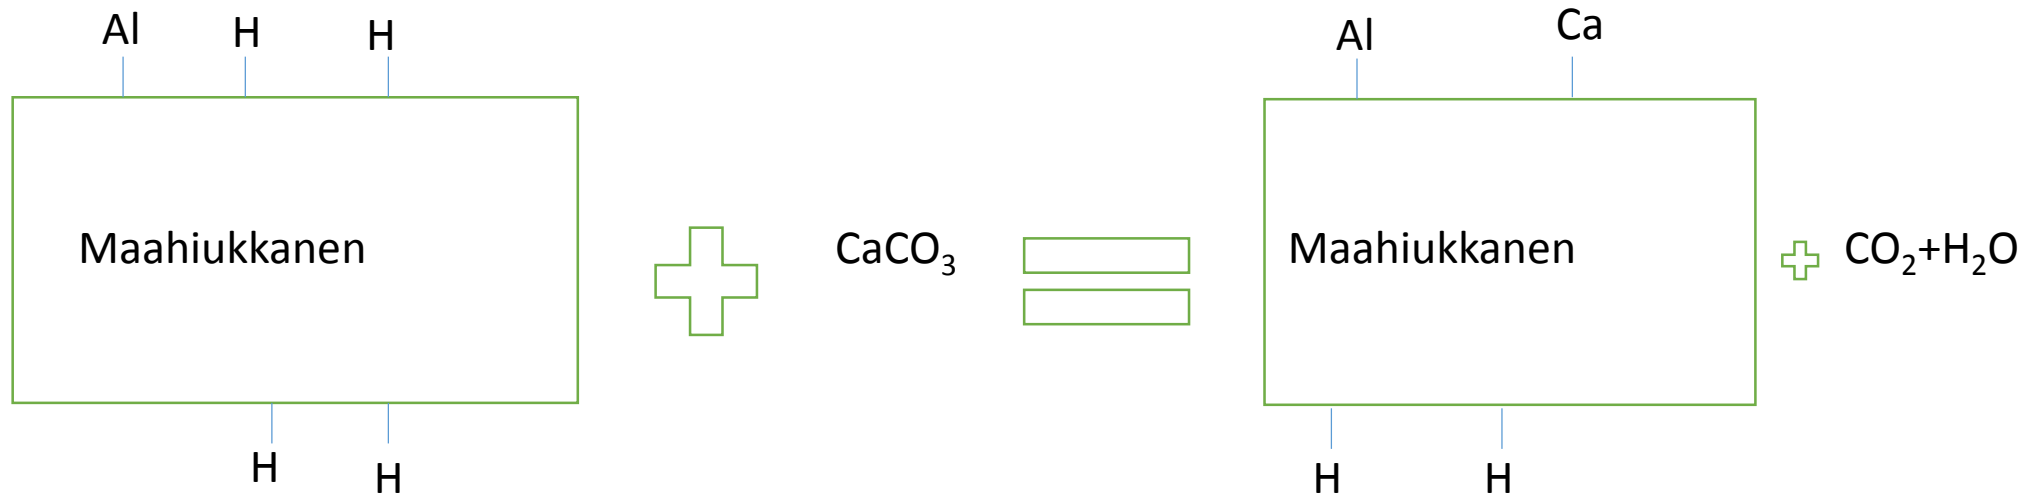 Al H H
Al Ca
Maahiukkanen
CaCO₃
Maahiukkanen
CO₂+H₂O
H H
H H